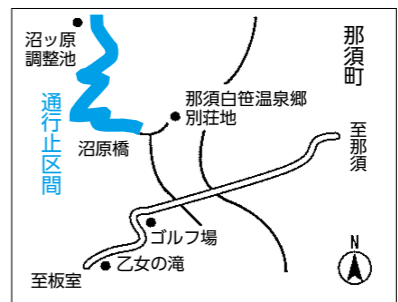 沼ッ原
調整池
通行止区間
沼原橋
那須白笹温泉郷
別荘地
那須町
至那須
ゴルフ場
乙女の滝
至板室
N